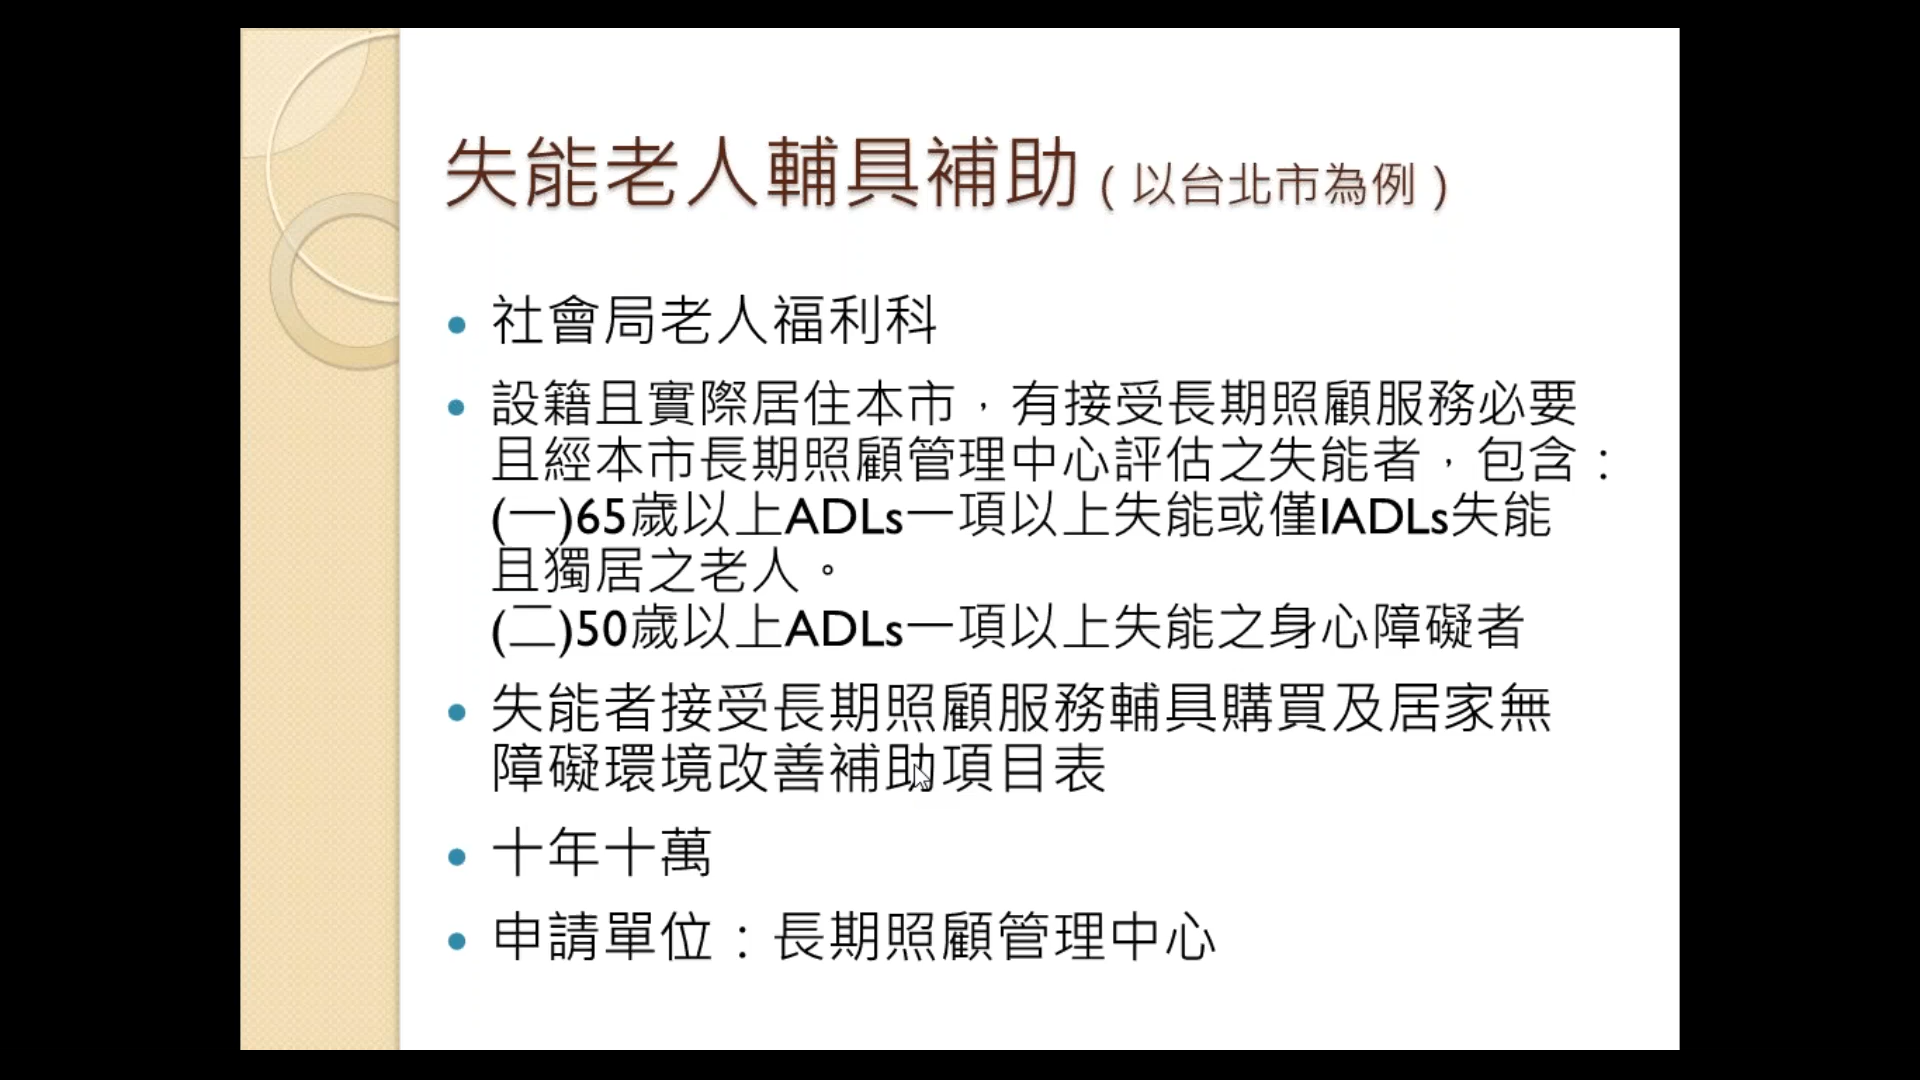 失能老人輔具補助（以台北市為例）
• 社會局老人福利科
• 設籍且實際居住本市，有接受長期照顧服務必要
且經本市長期照顧管理中心評估之失能者，包含：
(一)65歲以上ADLs一項以上失能或僅IADLs失能
且獨居之老人。
(二)50歲以上ADLs一項以上失能之身心障礙者
• 失能者接受長期照顧服務輔具購買及居家無
障礙環境改善補助項目表
• 十年十萬
• 申請單位：長期照顧管理中心